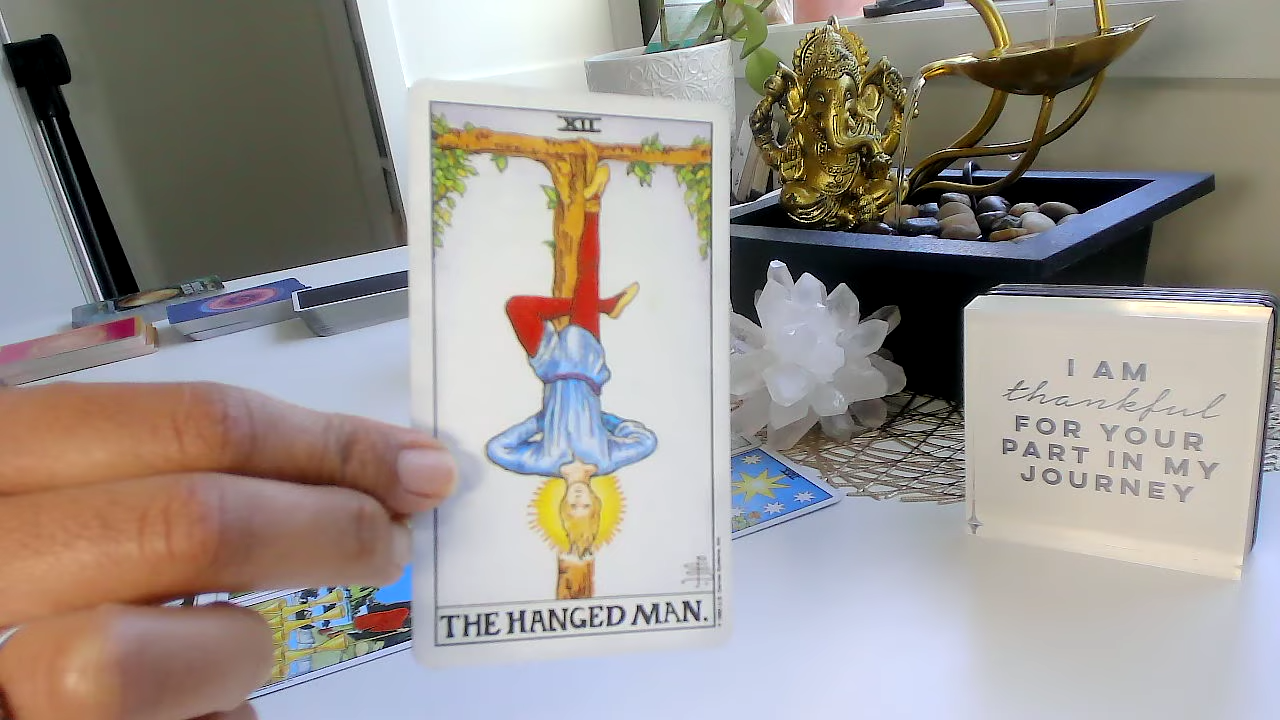 XII
THE HANGED MAN.
I AM
thankful
FOR YOUR
PART IN MY
JOURNEY